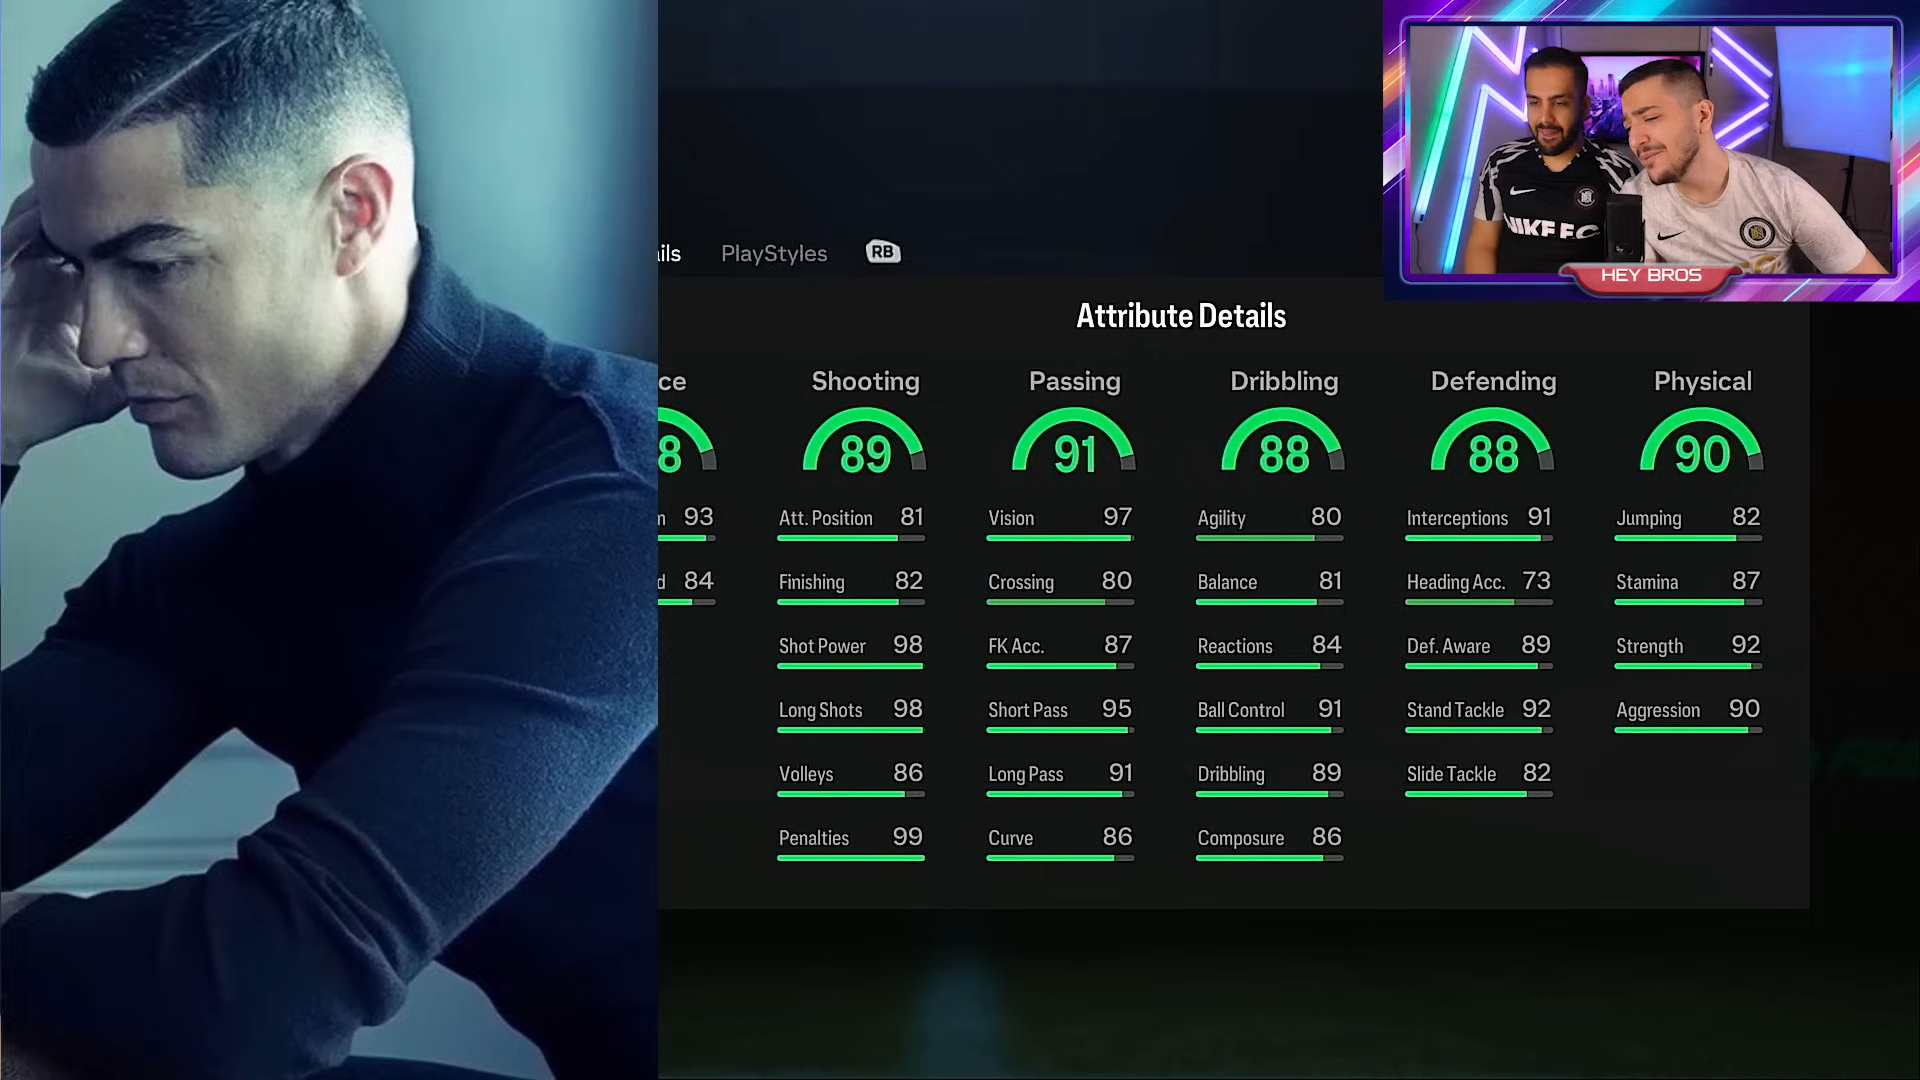 ils PlayStyles RB
HEY BROS
NIKE F.C.
Attribute Details
ce Shooting Passing Dribbling Defending Physical
8 89 91 88 88 90
m 93 Att. Position 81 Vision 97 Agility 80 Interceptions 91 Jumping 82
d 84 Finishing 82 Crossing 80 Balance 81 Heading Acc. 73 Stamina 87
Shot Power 98 FK Acc. 87 Reactions 84 Def. Aware 89 Strength 92
Long Shots 98 Short Pass 95 Ball Control 91 Stand Tackle 92 Aggression 90
Volleys 86 Long Pass 91 Dribbling 89 Slide Tackle 82
Penalties 99 Curve 86 Composure 86